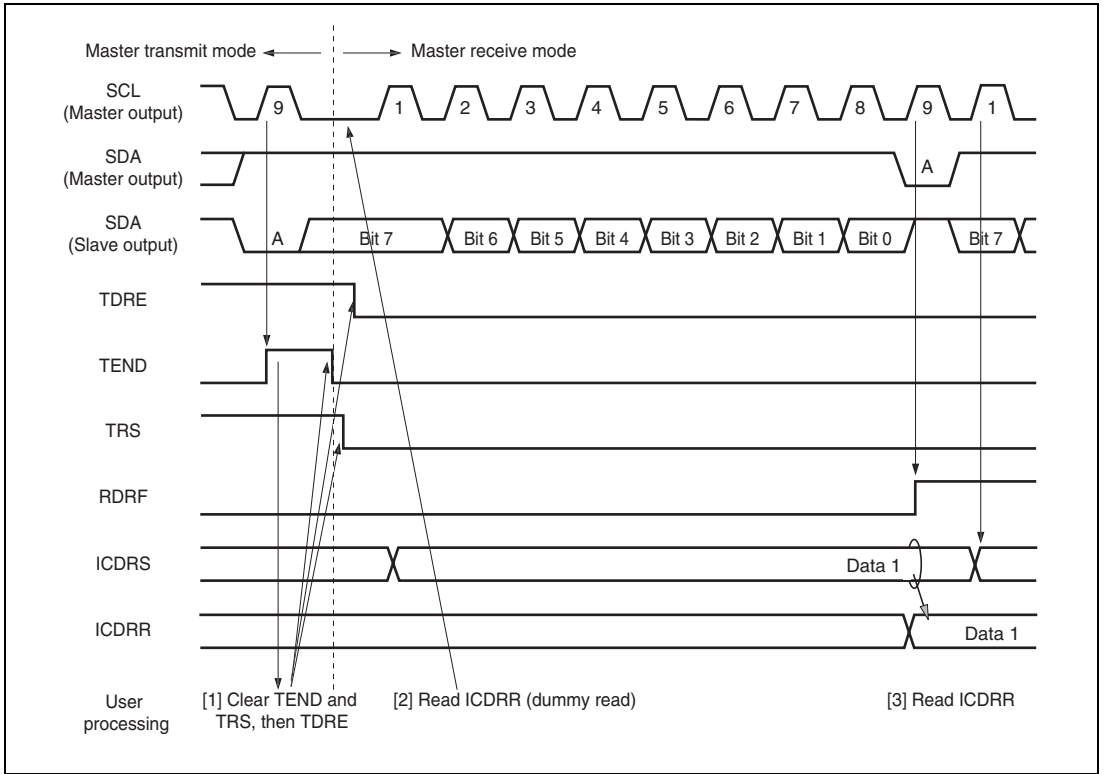 Master transmit mode
Master receive mode
SCL
(Master output)
9
1
2
3
4
5
6
7
8
9
1
SDA
(Master output)
A
SDA
(Slave output)
A
Bit 7
Bit 6
Bit 5
Bit 4
Bit 3
Bit 2
Bit 1
Bit 0
Bit 7
TDRE
TEND
TRS
RDRF
ICDRS
Data 1
ICDRR
Data 1
User
processing
[1] Clear TEND and
TRS, then TDRE
[2] Read ICDRR (dummy read)
[3] Read ICDRR